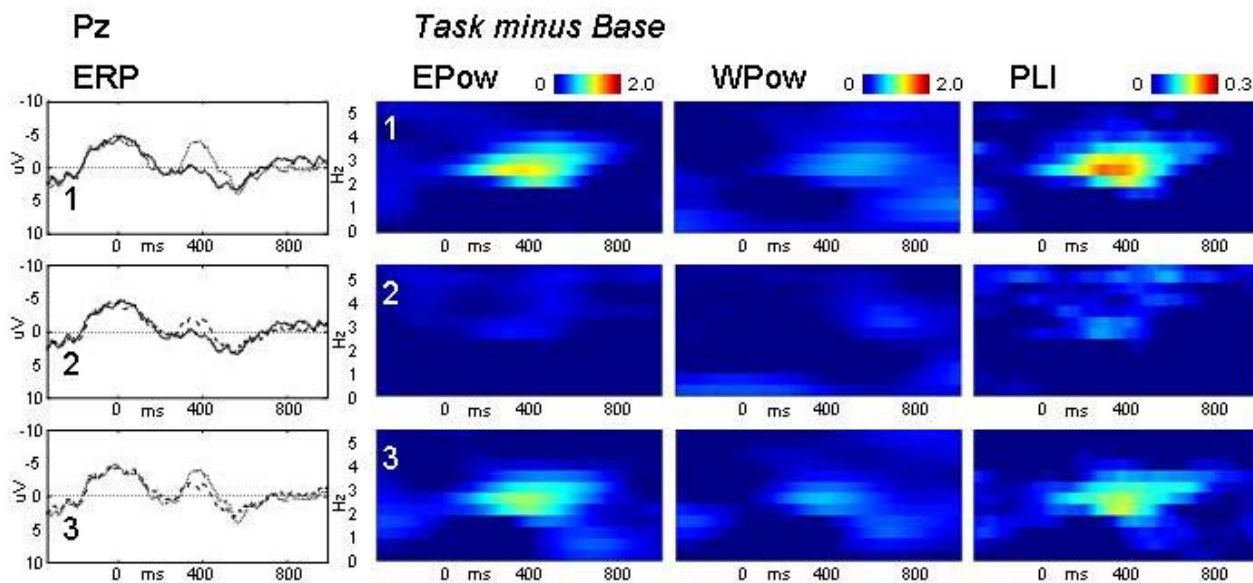 Pz Task minus Base
ERP EPow 0 2.0 WPow 0 2.0 PLI 0 0.3
-10 -5 0 5 10 uV 1 0 ms 400 800
5 4 3 2 1 0 Hz 1 0 ms 400 800 0 ms 400 800 0 ms 400 800
-10 -5 0 5 10 uV 2 0 ms 400 800
5 4 3 2 1 0 Hz 2 0 ms 400 800 0 ms 400 800 0 ms 400 800
-10 -5 0 5 10 uV 3 0 ms 400 800
5 4 3 2 1 0 Hz 3 0 ms 400 800 0 ms 400 800 0 ms 400 800